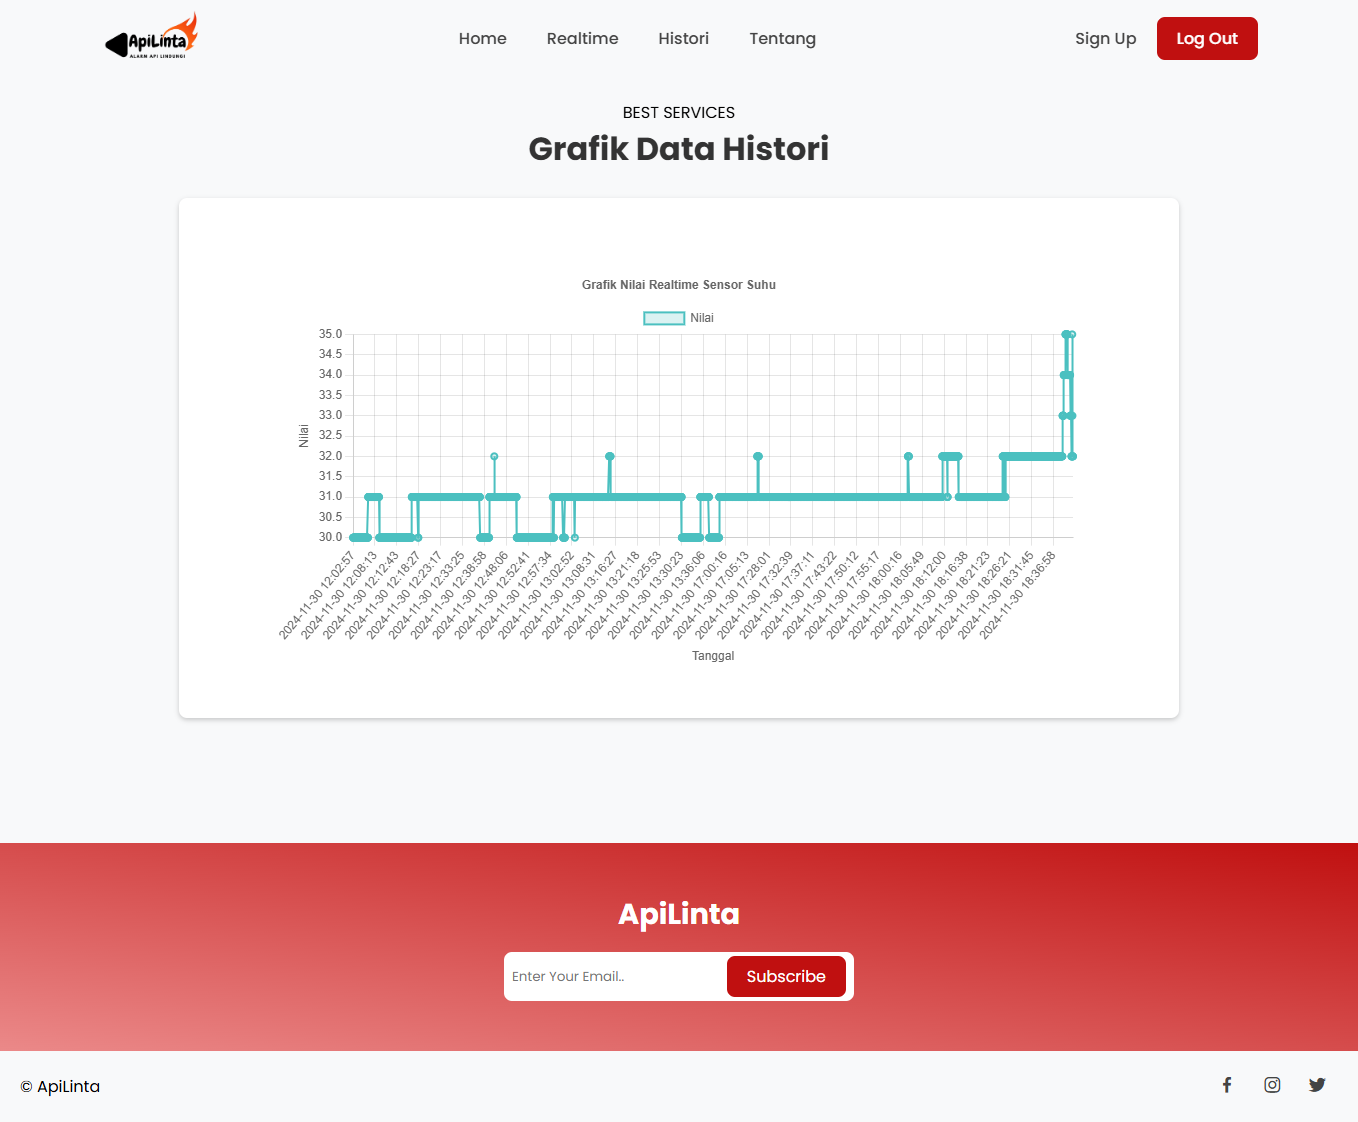 ApiLinta
ALARM API LINDUNGI
Home
Realtime
Histori
Tentang
Sign Up
Log Out
BEST SERVICES
Grafik Data Histori
Grafik Nilai Realtime Sensor Suhu
Nilai
35.0
34.5
34.0
33.5
33.0
32.5
32.0
31.5
31.0
30.5
30.0
Nilai
2024-11-30 12:02:57
2024-11-30 12:08:13
2024-11-30 12:12:43
2024-11-30 12:18:27
2024-11-30 12:23:17
2024-11-30 12:33:25
2024-11-30 12:38:58
2024-11-30 12:48:06
2024-11-30 12:52:41
2024-11-30 12:57:34
2024-11-30 13:02:52
2024-11-30 13:08:31
2024-11-30 13:16:27
2024-11-30 13:21:18
2024-11-30 13:25:53
2024-11-30 13:30:23
2024-11-30 13:36:06
2024-11-30 17:00:16
2024-11-30 17:05:13
2024-11-30 17:28:01
2024-11-30 17:32:39
2024-11-30 17:37:11
2024-11-30 17:43:22
2024-11-30 17:50:12
2024-11-30 17:55:17
2024-11-30 18:00:16
2024-11-30 18:05:49
2024-11-30 18:12:00
2024-11-30 18:16:38
2024-11-30 18:21:23
2024-11-30 18:26:21
2024-11-30 18:31:45
2024-11-30 18:36:58
Tanggal
ApiLinta
Enter Your Email..
Subscribe
© ApiLinta